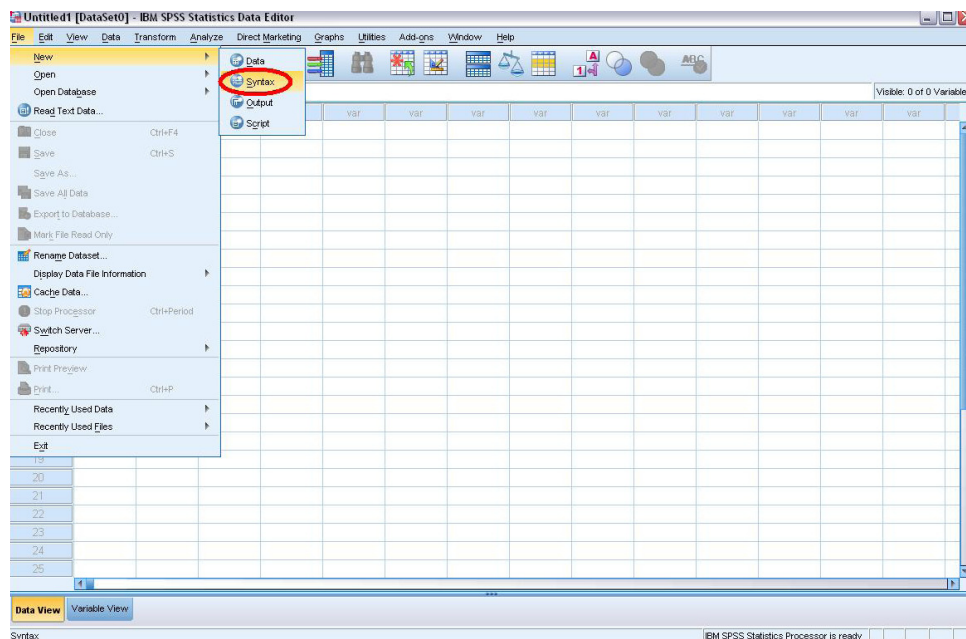 Untitled1 [DataSet0] - IBM SPSS Statistics Data Editor
File Edit View Data Transform Analyze Direct Marketing Graphs Utilities Add-ons Window Help
New
Data
Open
Syntax
Open Database
Output
Visible: 0 of 0 Variable
Read Text Data...
Script
var var var var var var var
Close Ctrl+F4
Save Ctrl+S
Save As...
Save All Data
Export to Database...
Mark File Read Only
Rename Dataset...
Display Data File Information
Cache Data...
Stop Processor Ctrl+Period
Switch Server...
Repository
Print Preview
Print... Ctrl+P
Recently Used Data
Recently Used Files
Exit
19
20
21
22
23
24
25
Data View Variable View
Syntax IBM SPSS Statistics Processor is ready